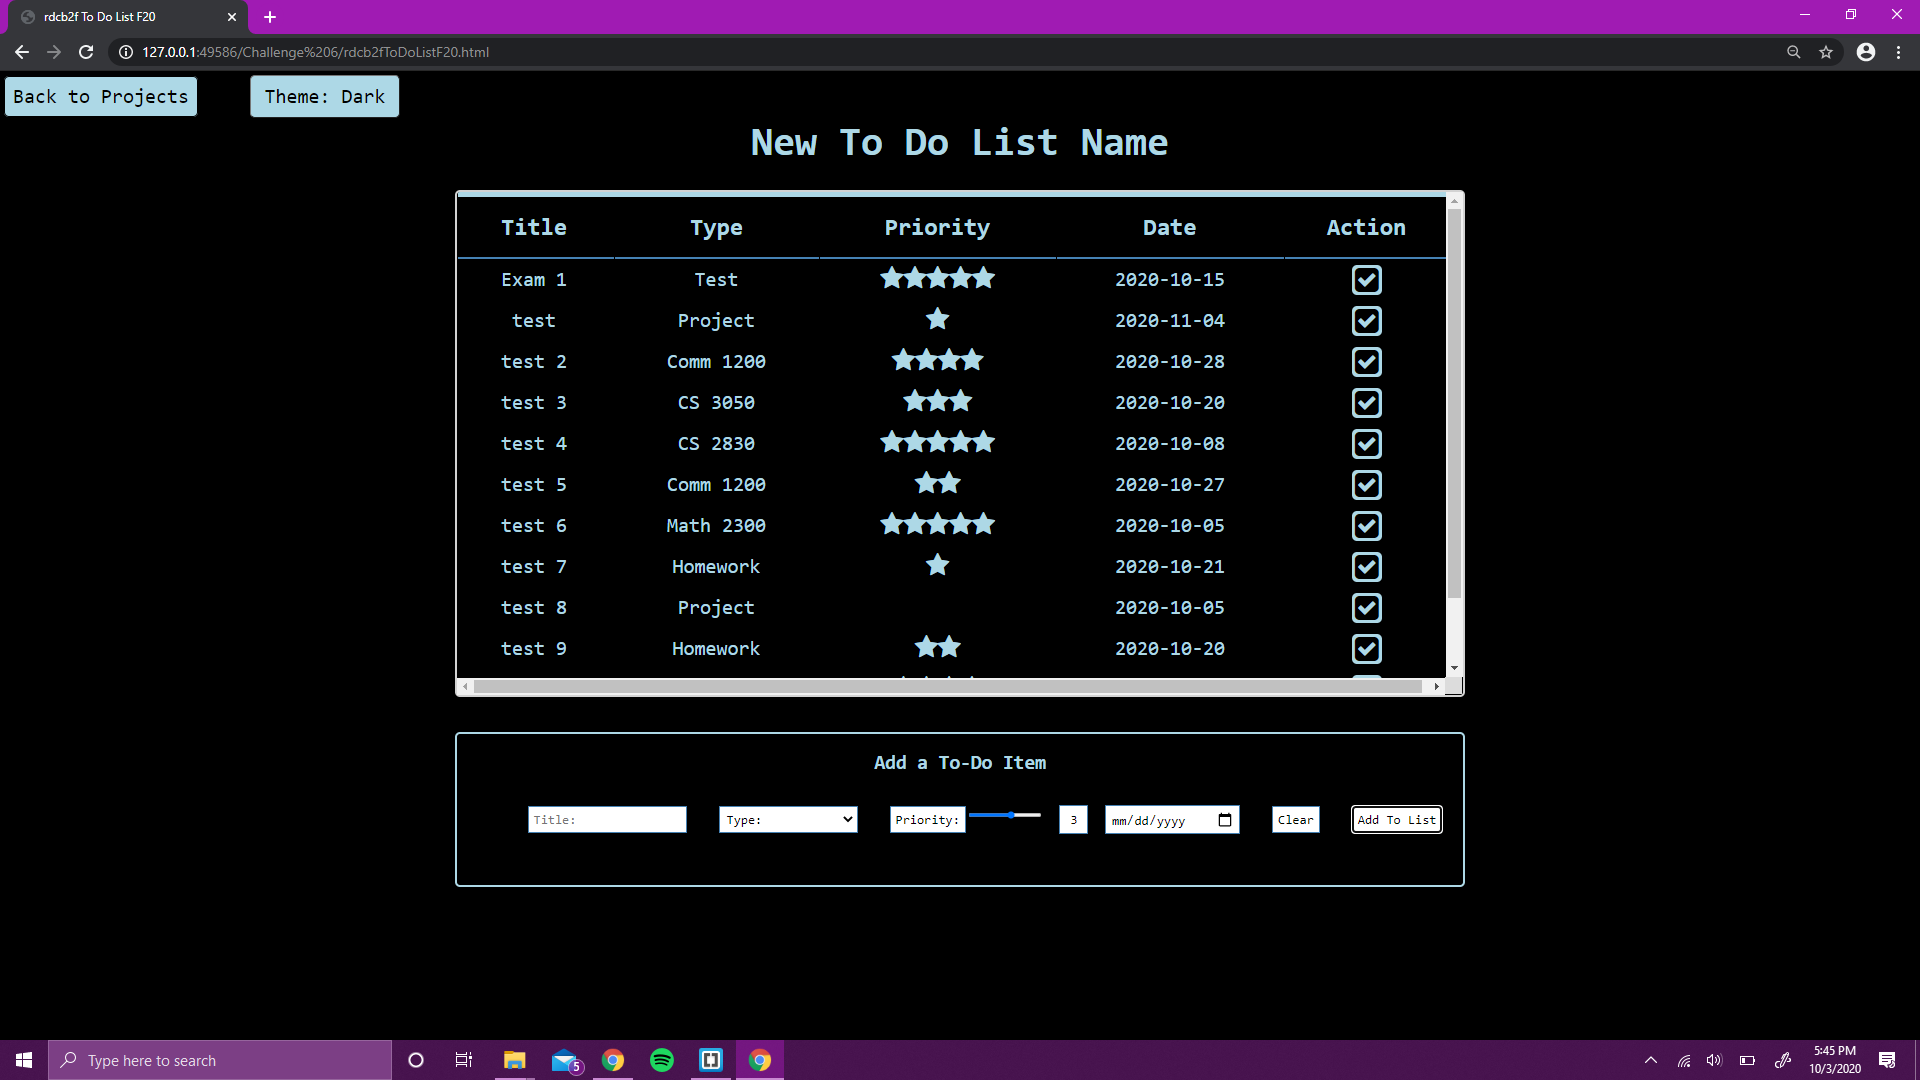 rdcb2f To Do List F20
127.0.0.1:49586/Challenge%206/rdcb2fToDoListF20.html
Back to Projects Theme: Dark
New To Do List Name
Title Type Priority Date Action
Exam 1 Test 2020-10-15
test Project 2020-11-04
test 2 Comm 1200 2020-10-28
test 3 CS 3050 2020-10-20
test 4 CS 2830 2020-10-08
test 5 Comm 1200 2020-10-27
test 6 Math 2300 2020-10-05
test 7 Homework 2020-10-21
test 8 Project 2020-10-05
test 9 Homework 2020-10-20
Add a To-Do Item
Title: Type: Priority: 3 mm/dd/yyyy Clear Add To List
Type here to search 5 5:45 PM
10/3/2020